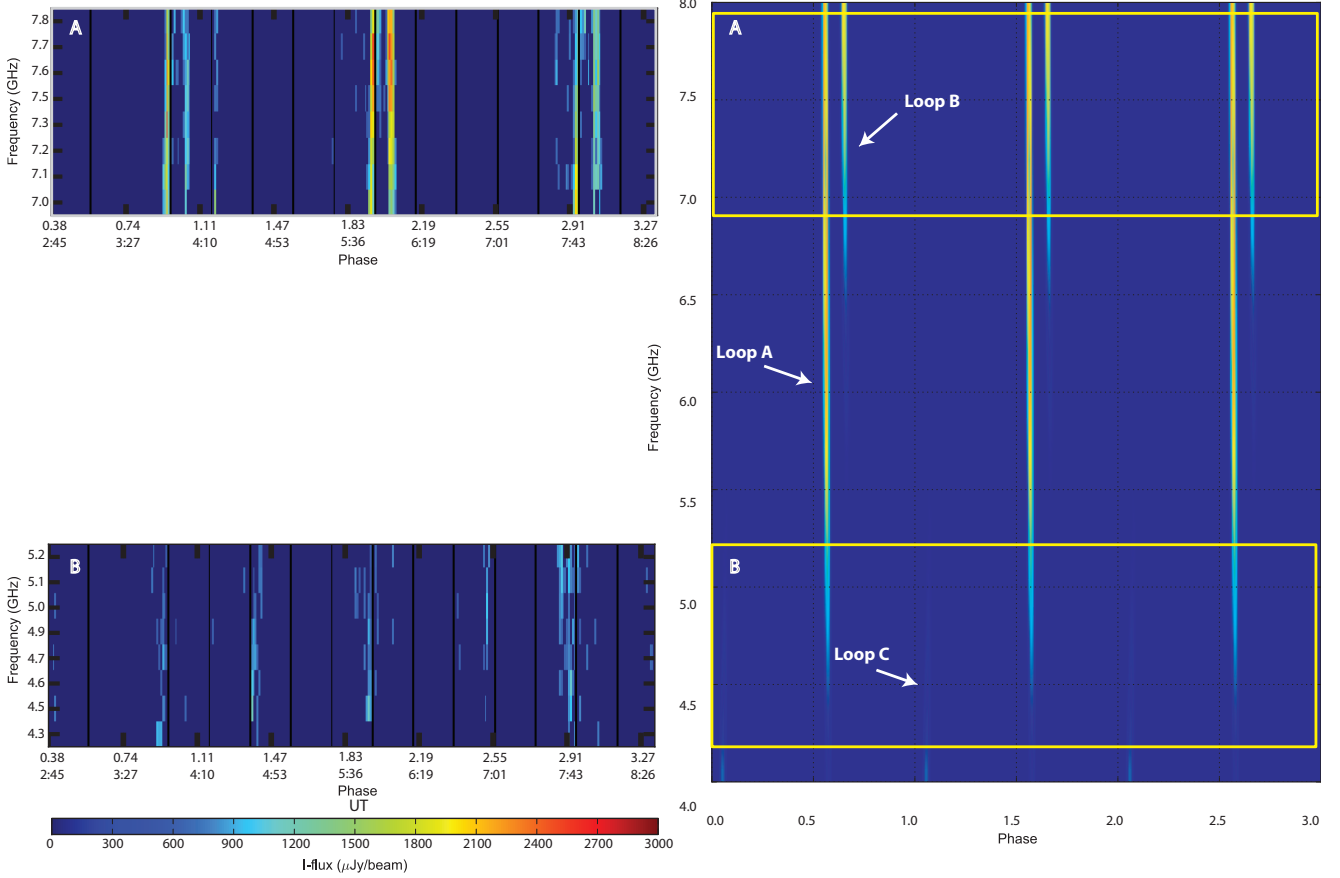 A
7.8
7.7
7.6
7.5
7.3
7.2
7.1
7.0
Frequency (GHz)
0.38 0.74 1.11 1.47 1.83 2.19 2.55 2.91 3.27
2:45 3:27 4:10 4:53 5:36 6:19 7:01 7:43 8:26
Phase
B
5.2
5.1
5.0
4.9
4.7
4.6
4.5
4.3
Frequency (GHz)
0.38 0.74 1.11 1.47 1.83 2.19 2.55 2.91 3.27
2:45 3:27 4:10 4:53 5:36 6:19 7:01 7:43 8:26
Phase
UT
0 300 600 900 1200 1500 1800 2100 2400 2700 3000
I-flux (μJy/beam)
8.0
7.5
7.0
6.5
6.0
5.5
5.0
4.5
4.0
Frequency (GHz)
A
Loop B
Loop A
B
Loop C
0.0 0.5 1.0 1.5 2.0 2.5 3.0
Phase